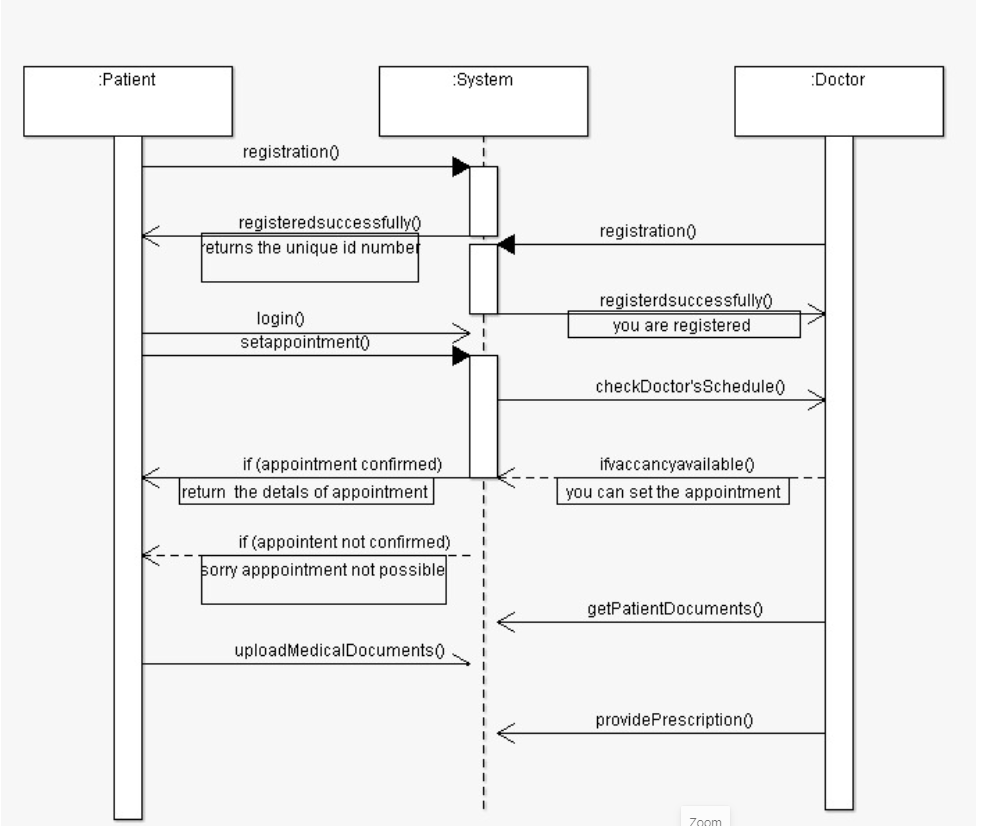 :Patient
:System
:Doctor
registration()
registeredsuccessfully()
returns the unique id number
registration()
registerdsuccessfully()
you are registered
login()
setappointment()
checkDoctor'sSchedule()
if (appointment confirmed)
return the detals of appointment
ifvaccancyavailable()
you can set the appointment
if (appointent not confirmed)
sorry apppointment not possible
getPatientDocuments()
uploadMedicalDocuments()
providePrescription()
Zoom